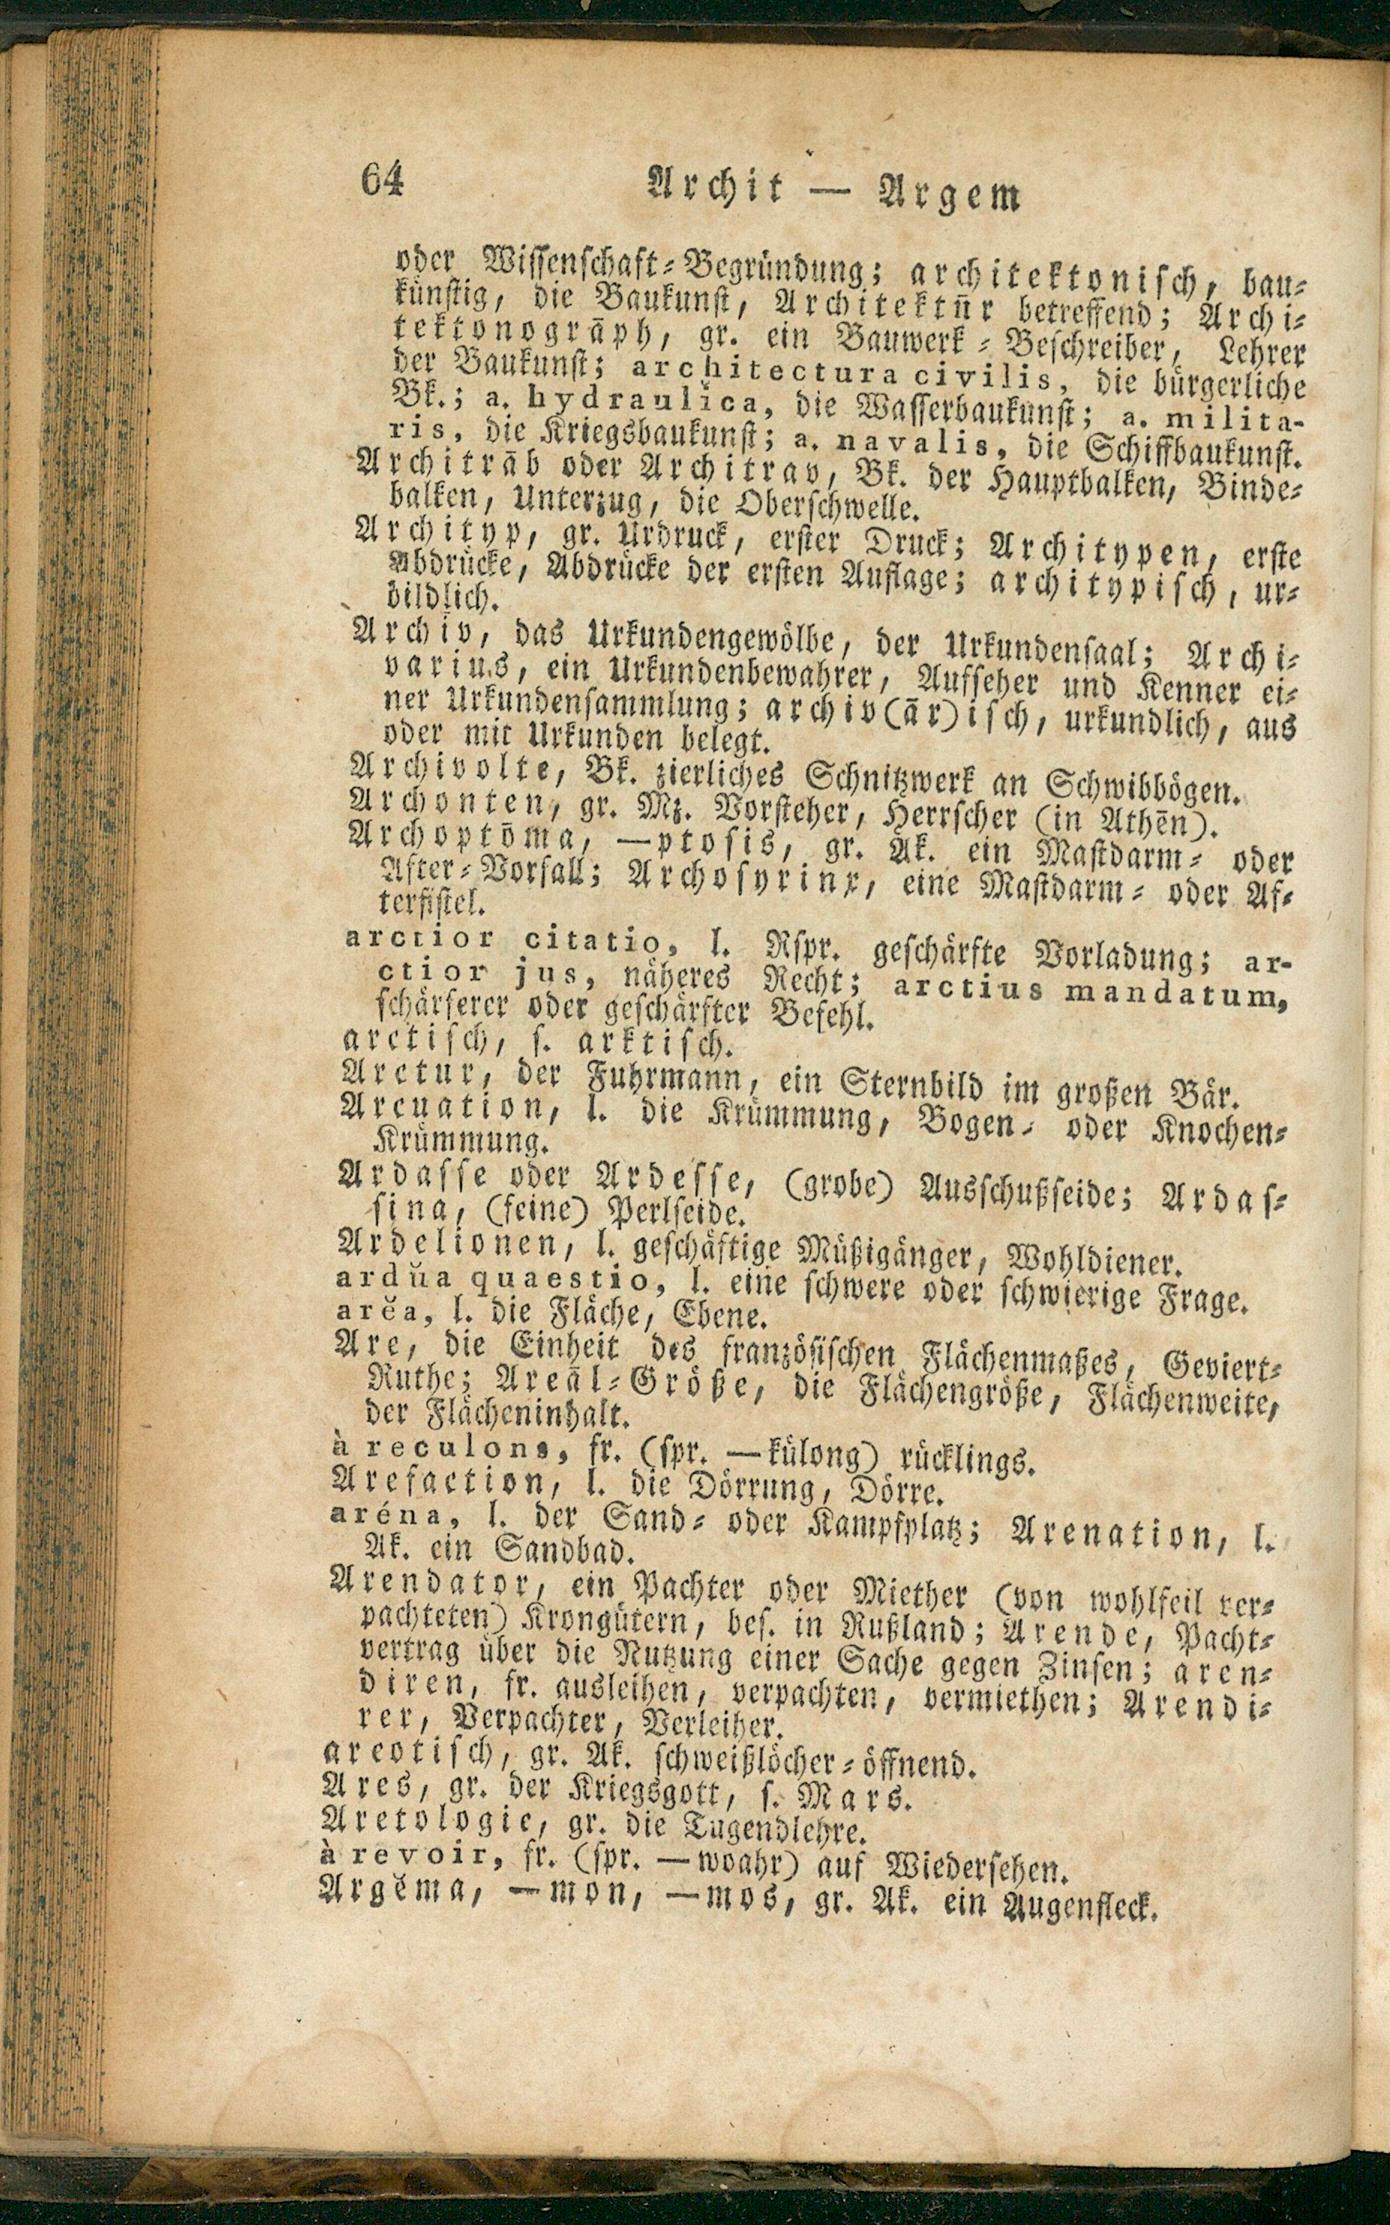 64 Archit — Argem
oder Wissenschaft-Begründung; architektonisch, bau-
künstig, die Baukunst, Architektūr betreffend; Archi-
tektonogrāph, gr. ein Bauwerk-Beschreiber, Lehrer
der Baukunst; architectura civilis, die bürgerliche
Bk.; a. hydraulĭca, die Wasserbaukunst; a. milita-
ris, die Kriegsbaukunst; a. navalis, die Schiffbaukunst.
Architrāb oder Architrav, Bk. der Hauptbalken, Binde-
balken, Unterzug, die Oberschwelle.
Archityp, gr. Urdruck, erster Druck; Architypen, erste
Abdrücke, Abdrücke der ersten Auflage; architypisch, ur-
bildlich.
Archīv, das Urkundengewölbe, der Urkundensaal; Archi-
varius, ein Urkundenbewahrer, Aufseher und Kenner ei-
ner Urkundensammlung; archiv(ār)isch, urkundlich, aus
oder mit Urkunden belegt.
Archivolte, Bk. zierliches Schnitzwerk an Schwibbögen.
Archonten, gr. Mz. Vorsteher, Herrscher (in Athēn).
Archoptōma, —ptosis, gr. Ak. ein Mastdarm- oder
After-Vorfall; Archosyrinx, eine Mastdarm- oder Af-
terfistel.
arctior citatio, l. Rspr. geschärfte Vorladung; ar-
ctior jus, näheres Recht; arctius mandatum,
schärferer oder geschärfter Befehl.
arctisch, s. arktisch.
Arctur, der Fuhrmann, ein Sternbild im großen Bär.
Arcuation, l. die Krümmung, Bogen- oder Knochen-
Krümmung.
Ardasse oder Ardesse, (grobe) Ausschußseide; Ardas-
sina, (feine) Perlseide.
Ardelionen, l. geschäftige Müßigänger, Wohldiener.
ardŭa quaestio, l. eine schwere oder schwierige Frage.
arĕa, l. die Fläche, Ebene.
Are, die Einheit des französischen Flächenmaßes, Geviert-
Ruthe; Areāl-Größe, die Flächengröße, Flächenweite,
der Flächeninhalt.
à reculons, fr. (spr. —külong) rücklings.
Arefaction, l. die Dörrung, Dörre.
aréna, l. der Sand- oder Kampfplatz; Arenation, l.
Ak. ein Sandbad.
Arendator, ein Pachter oder Miether (von wohlfeil ver-
pachteten) Krongütern, bes. in Rußland; Arende, Pacht-
vertrag über die Nutzung einer Sache gegen Zinsen; aren-
diren, fr. ausleihen, verpachten, vermiethen; Arendi-
rer, Verpachter, Verleiher.
areotisch, gr. Ak. schweißlöcher-öffnend.
Ares, gr. der Kriegsgott, s. Mars.
Aretologie, gr. die Tugendlehre.
à revoir, fr. (spr. —woahr) auf Wiedersehen.
Argĕma, —mon, —mos, gr. Ak. ein Augenfleck.